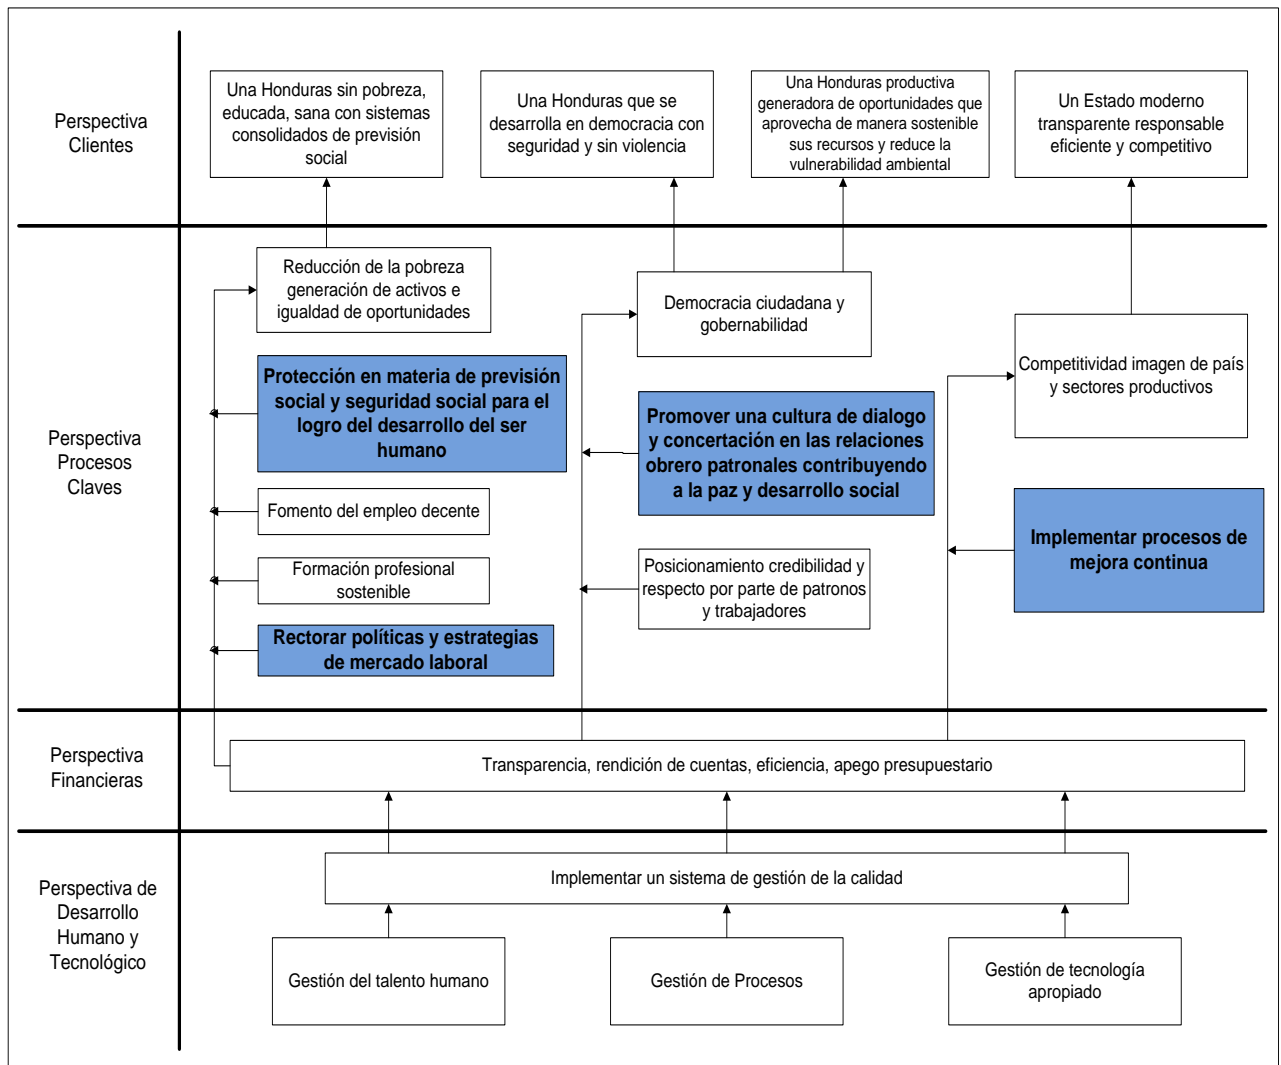 Perspectiva
Clientes
Una Honduras sin pobreza,
educada, sana con sistemas
consolidados de previsión
social
Una Honduras que se
desarrolla en democracia con
seguridad y sin violencia
Una Honduras productiva
generadora de oportunidades que
aprovecha de manera sostenible
sus recursos y reduce la
vulnerabilidad ambiental
Un Estado moderno
transparente responsable
eficiente y competitivo
Perspectiva
Procesos
Claves
Reducción de la pobreza
generación de activos e
igualdad de oportunidades
Protección en materia de previsión
social y seguridad social para el
logro del desarrollo del ser
humano
Fomento del empleo decente
Formación profesional
sostenible
Rectorar políticas y estrategias
de mercado laboral
Democracia ciudadana y
gobernabilidad
Promover una cultura de dialogo
y concertación en las relaciones
obrero patronales contribuyendo
a la paz y desarrollo social
Posicionamiento credibilidad y
respecto por parte de patronos
y trabajadores
Competitividad imagen de país
y sectores productivos
Implementar procesos de
mejora continua
Perspectiva
Financieras
Transparencia, rendición de cuentas, eficiencia, apego presupuestario
Perspectiva de
Desarrollo
Humano y
Tecnológico
Implementar un sistema de gestión de la calidad
Gestión del talento humano
Gestión de Procesos
Gestión de tecnología
apropiado